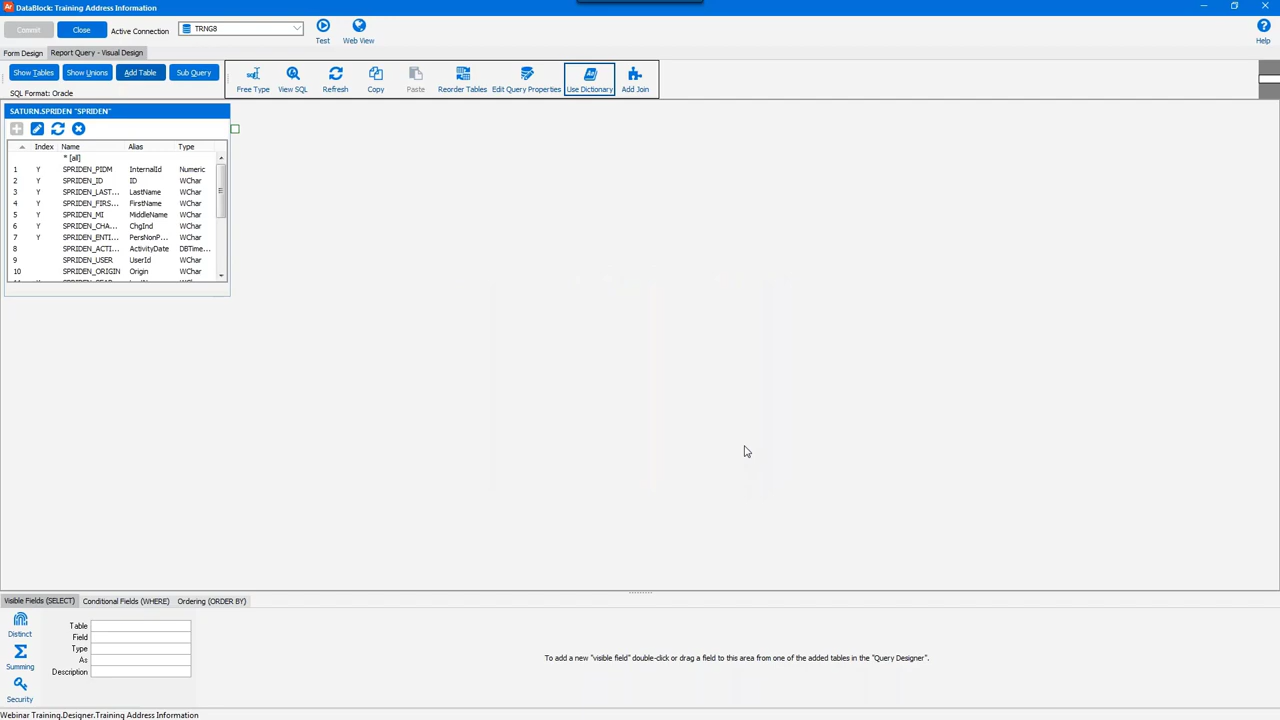 DataBlock: Training Address Information
Commit
Close
Active Connection
TRNG8
Test
Web View
Help
Form Design
Report Query - Visual Design
Show Tables
Show Unions
Add Table
Sub Query
Free Type
View SQL
Refresh
Copy
Paste
Reorder Tables
Edit Query Properties
Use Dictionary
Add Join
SQL Format: Oracle
SATURN.SPRIDEN "SPRIDEN"
Index Name Alias Type
* [all]
1 Y SPRIDEN_PIDM InternalId Numeric
2 Y SPRIDEN_ID ID WChar
3 Y SPRIDEN_LAST... LastName WChar
4 Y SPRIDEN_FIRS... FirstName WChar
5 Y SPRIDEN_MI MiddleName WChar
6 Y SPRIDEN_CHA... ChgInd WChar
7 Y SPRIDEN_ENTI... PersNonP... WChar
8 SPRIDEN_ACTI... ActivityDate DBTime...
9 SPRIDEN_USER UserId WChar
10 SPRIDEN_ORIGIN Origin WChar
Visible Fields (SELECT)
Conditional Fields (WHERE)
Ordering (ORDER BY)
Distinct
Summing
Security
Table
Field
Type
As
Description
To add a new "visible field" double-click or drag a field to this area from one of the added tables in the "Query Designer".
Webinar Training.Designer.Training Address Information